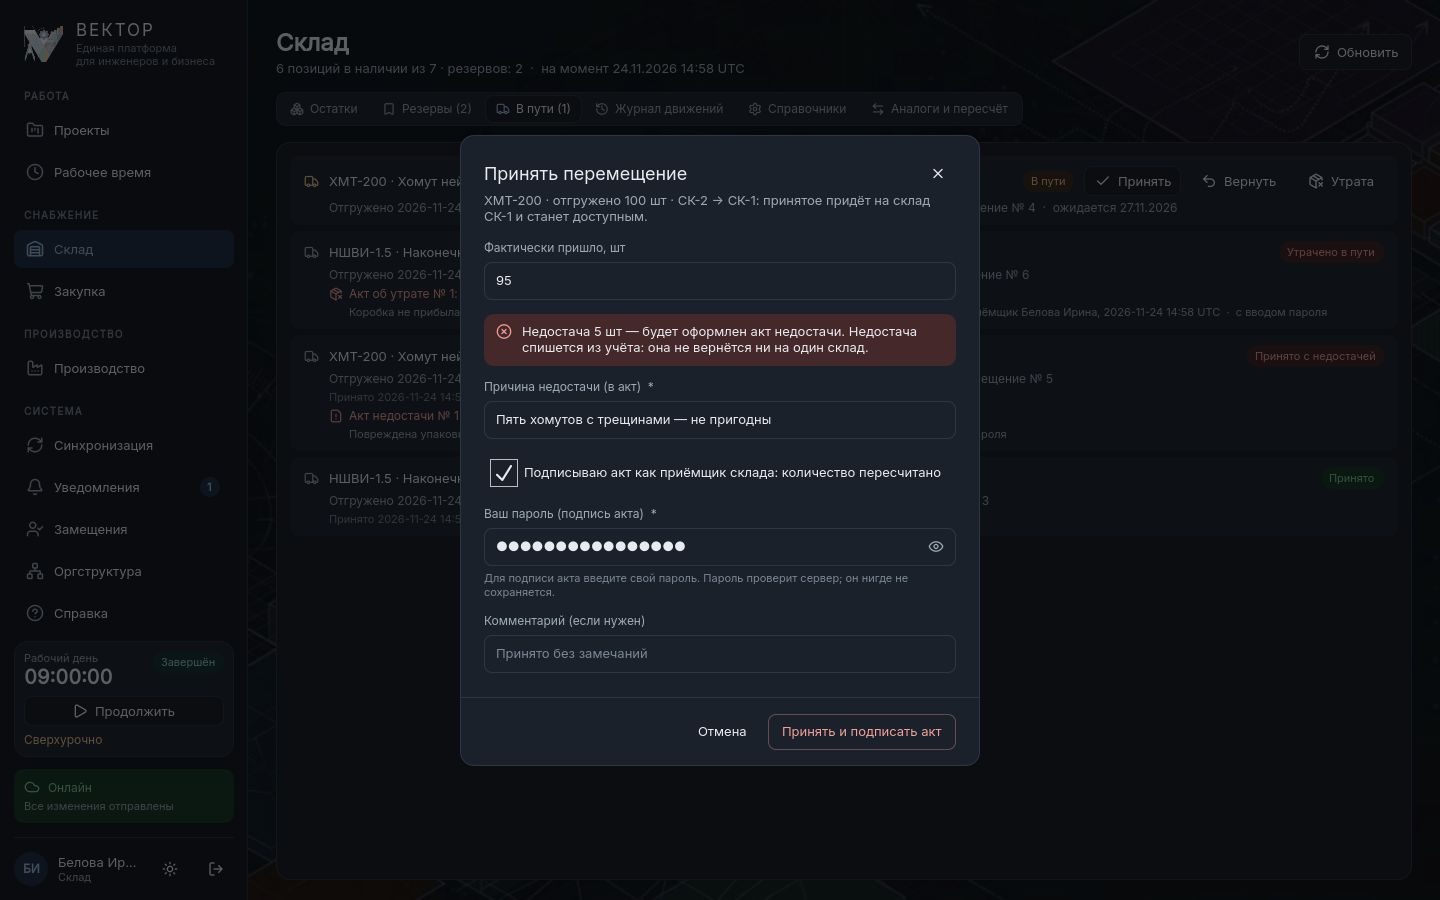 ВЕКТОР
Единая платформа
для инженеров и бизнеса
РАБОТА
Проекты
Рабочее время
СНАБЖЕНИЕ
Склад
Закупка
ПРОИЗВОДСТВО
Производство
СИСТЕМА
Синхронизация
Уведомления 1
Замещения
Оргструктура
Справка
Рабочий день
Завершён
09:00:00
Продолжить
Сверхурочно
Онлайн
Все изменения отправлены
БИ
Белова Ир...
Склад
Склад
6 позиций в наличии из 7 · резервов: 2 · на момент 24.11.2026 14:58 UTC
Обновить
Остатки
Резервы (2)
В пути (1)
Журнал движений
Справочники
Аналоги и пересчёт
ХМТ-200 · Хомут ней
В пути
Принять
Вернуть
Утрата
Отгружено 2026-11-24
ение № 4 · ожидается 27.11.2026
НШВИ-1.5 · Наконечн
Утрачено в пути
Отгружено 2026-11-24
ние № 6
Акт об утрате № 1:
Коробка не прибыла
ёмщик Белова Ирина, 2026-11-24 14:58 UTC · с вводом пароля
ХМТ-200 · Хомут ней
Принято с недостачей
Отгружено 2026-11-24
ещение № 5
Принято 2026-11-24 14:5
Акт недостачи № 1
Повреждена упаков
роля
НШВИ-1.5 · Наконечн
Принято
Отгружено 2026-11-24
3
Принято 2026-11-24 14:5
Принять перемещение
ХМТ-200 · отгружено 100 шт · СК-2 → СК-1: принятое придёт на склад
СК-1 и станет доступным.
Фактически пришло, шт
95
Недостача 5 шт — будет оформлен акт недостачи. Недостача
спишется из учёта: она не вернётся ни на один склад.
Причина недостачи (в акт) *
Пять хомутов с трещинами — не пригодны
Подписываю акт как приёмщик склада: количество пересчитано
Ваш пароль (подпись акта) *
●●●●●●●●●●●●●●●●
Для подписи акта введите свой пароль. Пароль проверит сервер; он нигде не
сохраняется.
Комментарий (если нужен)
Принято без замечаний
Отмена
Принять и подписать акт